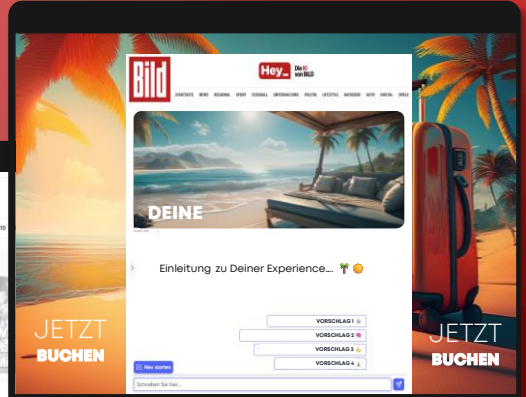 Bild
Hey_ Die KI
von BILD
STARTSEITE NEWS REGIONAL SPORT FUSSBALL UNTERHALTUNG POLITIK LIFESTYLE RATGEBER AUTO DIGITAL SPIELE
DEINE
Einleitung zu Deiner Experience....
VORSCHLAG 1
VORSCHLAG 2
VORSCHLAG 3
VORSCHLAG 4
Neu starten
Schreiben Sie hier...
JETZT
BUCHEN
JETZT
BUCHEN